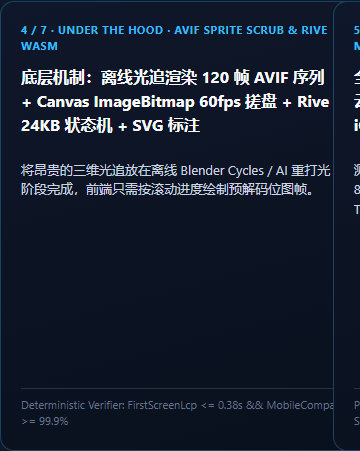 4 / 7 · UNDER THE HOOD · AVIF SPRITE SCRUB & RIVE
WASM
底层机制：离线光追渲染 120 帧 AVIF 序列
+ Canvas ImageBitmap 60fps 搓盘 + Rive
24KB 状态机 + SVG 标注
将昂贵的三维光追放在离线 Blender Cycles / AI 重打光
阶段完成，前端只需按滚动进度绘制预解码位图帧。
Deterministic Verifier: FirstScreenLcp <= 0.38s && MobileCompa
>= 99.9%